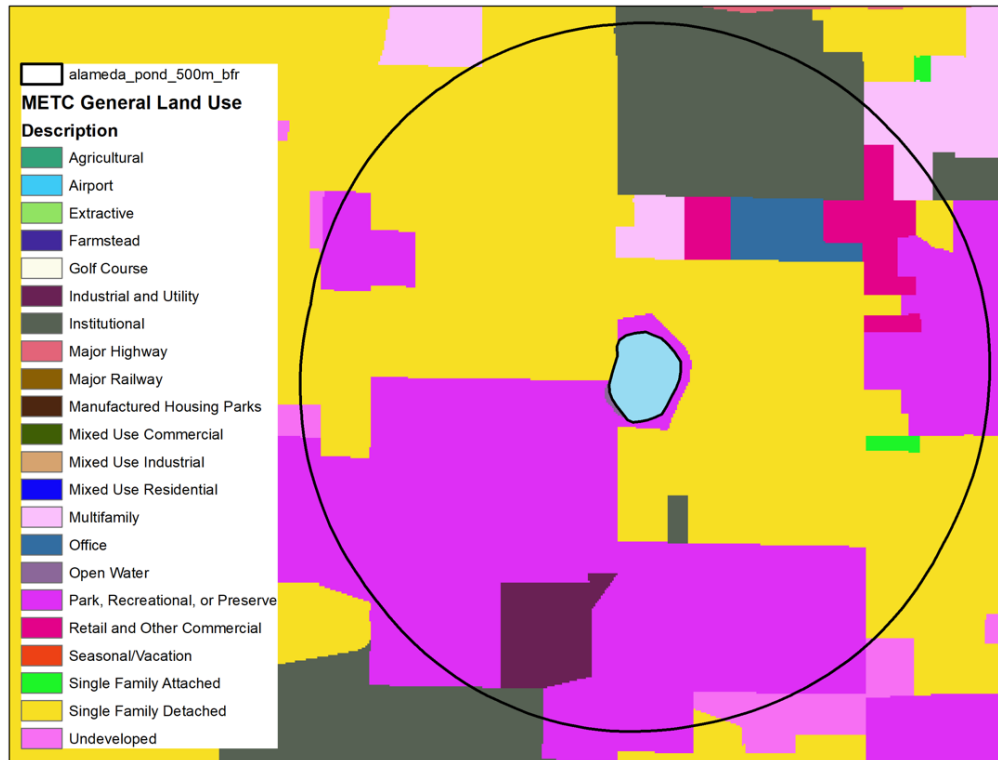 alameda_pond_500m_bfr
METC General Land Use
Description
Agricultural
Airport
Extractive
Farmstead
Golf Course
Industrial and Utility
Institutional
Major Highway
Major Railway
Manufactured Housing Parks
Mixed Use Commercial
Mixed Use Industrial
Mixed Use Residential
Multifamily
Office
Open Water
Park, Recreational, or Preserve
Retail and Other Commercial
Seasonal/Vacation
Single Family Attached
Single Family Detached
Undeveloped